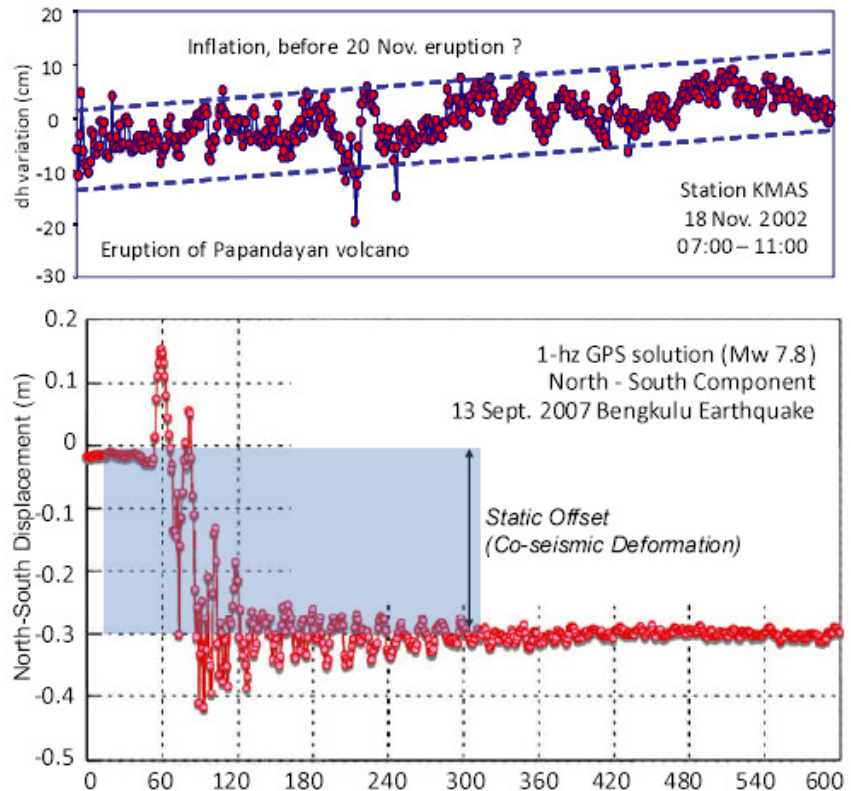 20
10
0
-10
-20
-30
dh variation (cm)
Inflation, before 20 Nov. eruption ?
Station KMAS
18 Nov. 2002
07:00 – 11:00
Eruption of Papandayan volcano
0.2
0.1
0
-0.1
-0.2
-0.3
-0.4
-0.5
North-South Displacement (m)
1-hz GPS solution (Mw 7.8)
North - South Component
13 Sept. 2007 Bengkulu Earthquake
Static Offset
(Co-seismic Deformation)
0 60 120 180 240 300 360 420 480 540 600